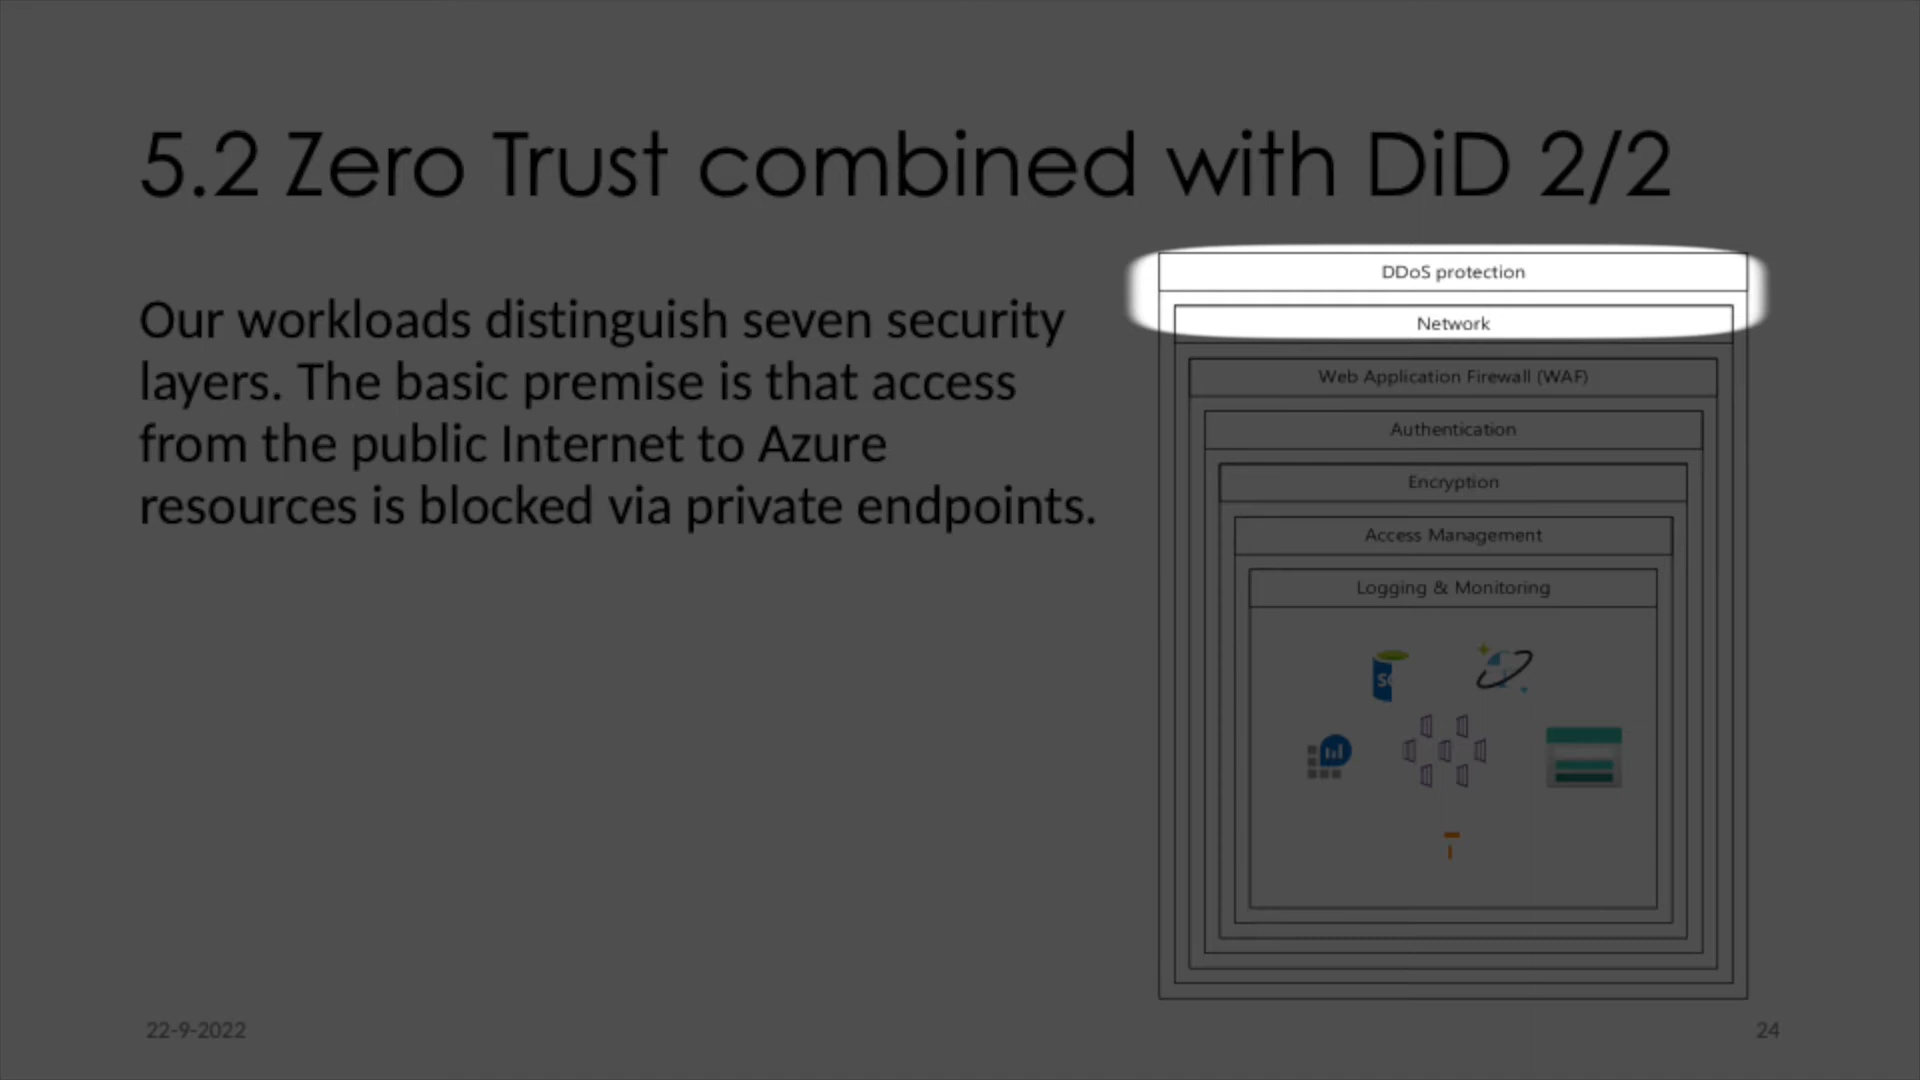 5.2 Zero Trust combined with DiD 2/2
Our workloads distinguish seven security
layers. The basic premise is that access
from the public Internet to Azure
resources is blocked via private endpoints.
DDoS protection
Network
Web Application Firewall (WAF)
Authentication
Encryption
Access Management
Logging & Monitoring
22-9-2022
24